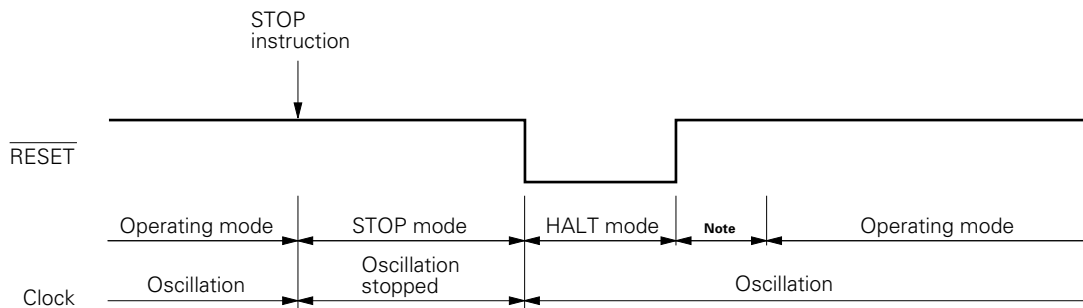 STOP
instruction
RESET
Operating mode
STOP mode
HALT mode
Note
Operating mode
Clock
Oscillation
Oscillation
stopped
Oscillation